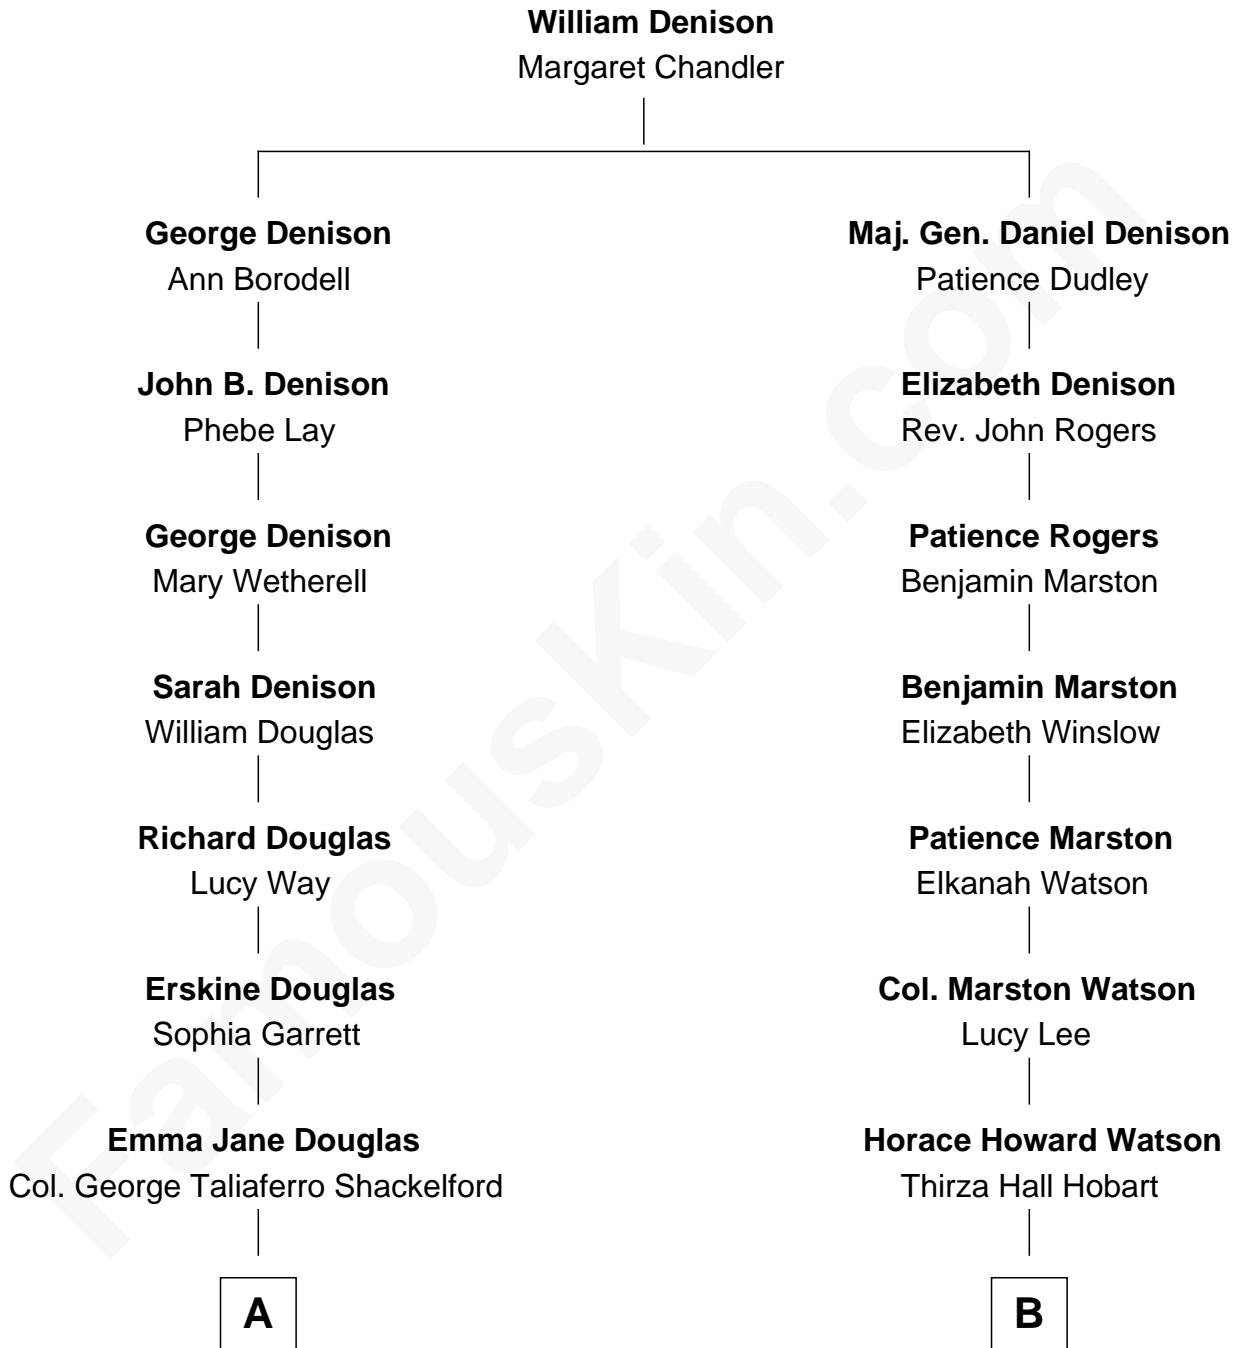 William Denison
Margaret Chandler
George Denison
Ann Borodell
Maj. Gen. Daniel Denison
Patience Dudley
John B. Denison
Phebe Lay
Elizabeth Denison
Rev. John Rogers
George Denison
Mary Wetherell
Patience Rogers
Benjamin Marston
Sarah Denison
William Douglas
Benjamin Marston
Elizabeth Winslow
Richard Douglas
Lucy Way
Patience Marston
Elkanah Watson
Erskine Douglas
Sophia Garrett
Col. Marston Watson
Lucy Lee
Emma Jane Douglas
Col. George Taliaferro Shackelford
Horace Howard Watson
Thirza Hall Hobart
A
B
FamousKin.com